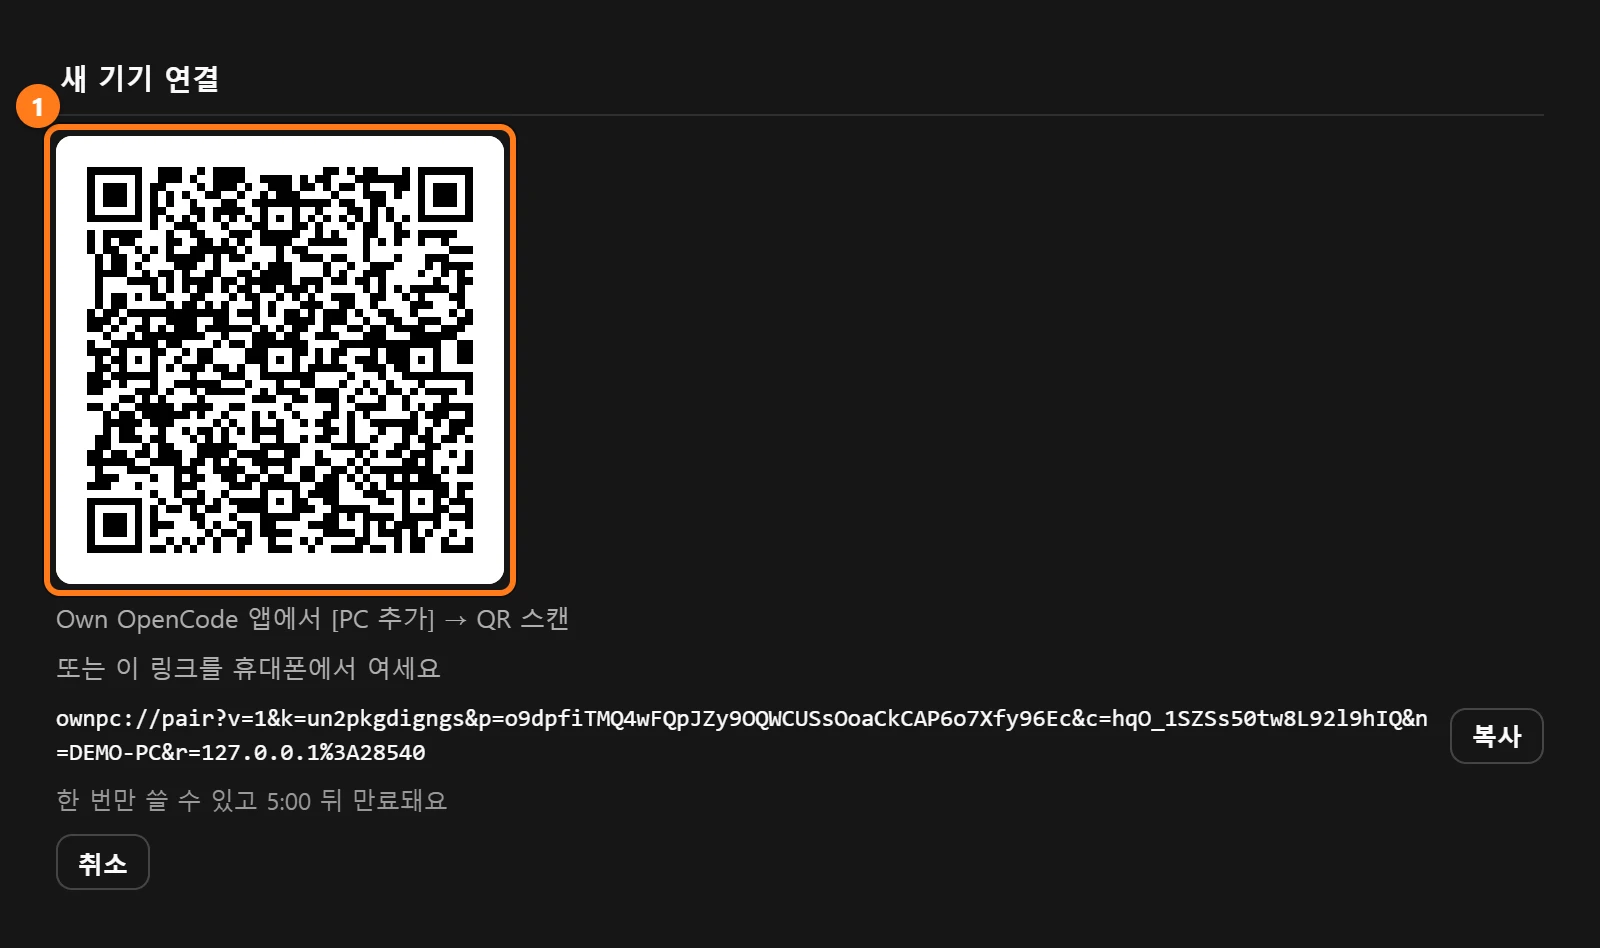 새 기기 연결
1
Own OpenCode 앱에서 [PC 추가] → QR 스캔
또는 이 링크를 휴대폰에서 여세요
ownpc://pair?v=1&k=un2pkgdigngs&p=o9dpfiTMQ4wFQpJZy9OQWCUSsOoaCkCAP6o7Xfy96Ec&c=hqO_1SZSs50tw8L92l9hIQ&n
=DEMO-PC&r=127.0.0.1%3A28540
복사
한 번만 쓸 수 있고 5:00 뒤 만료돼요
취소